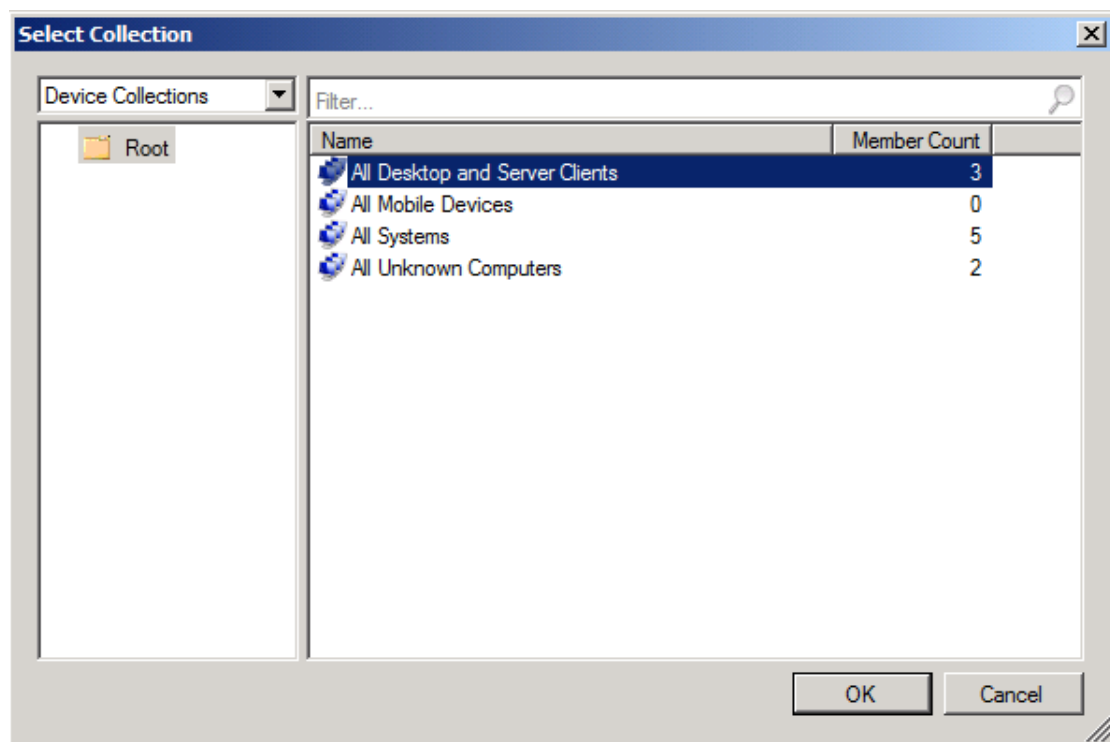 Select Collection
Device Collections
Filter...
Root
Name Member Count
All Desktop and Server Clients 3
All Mobile Devices 0
All Systems 5
All Unknown Computers 2
OK Cancel